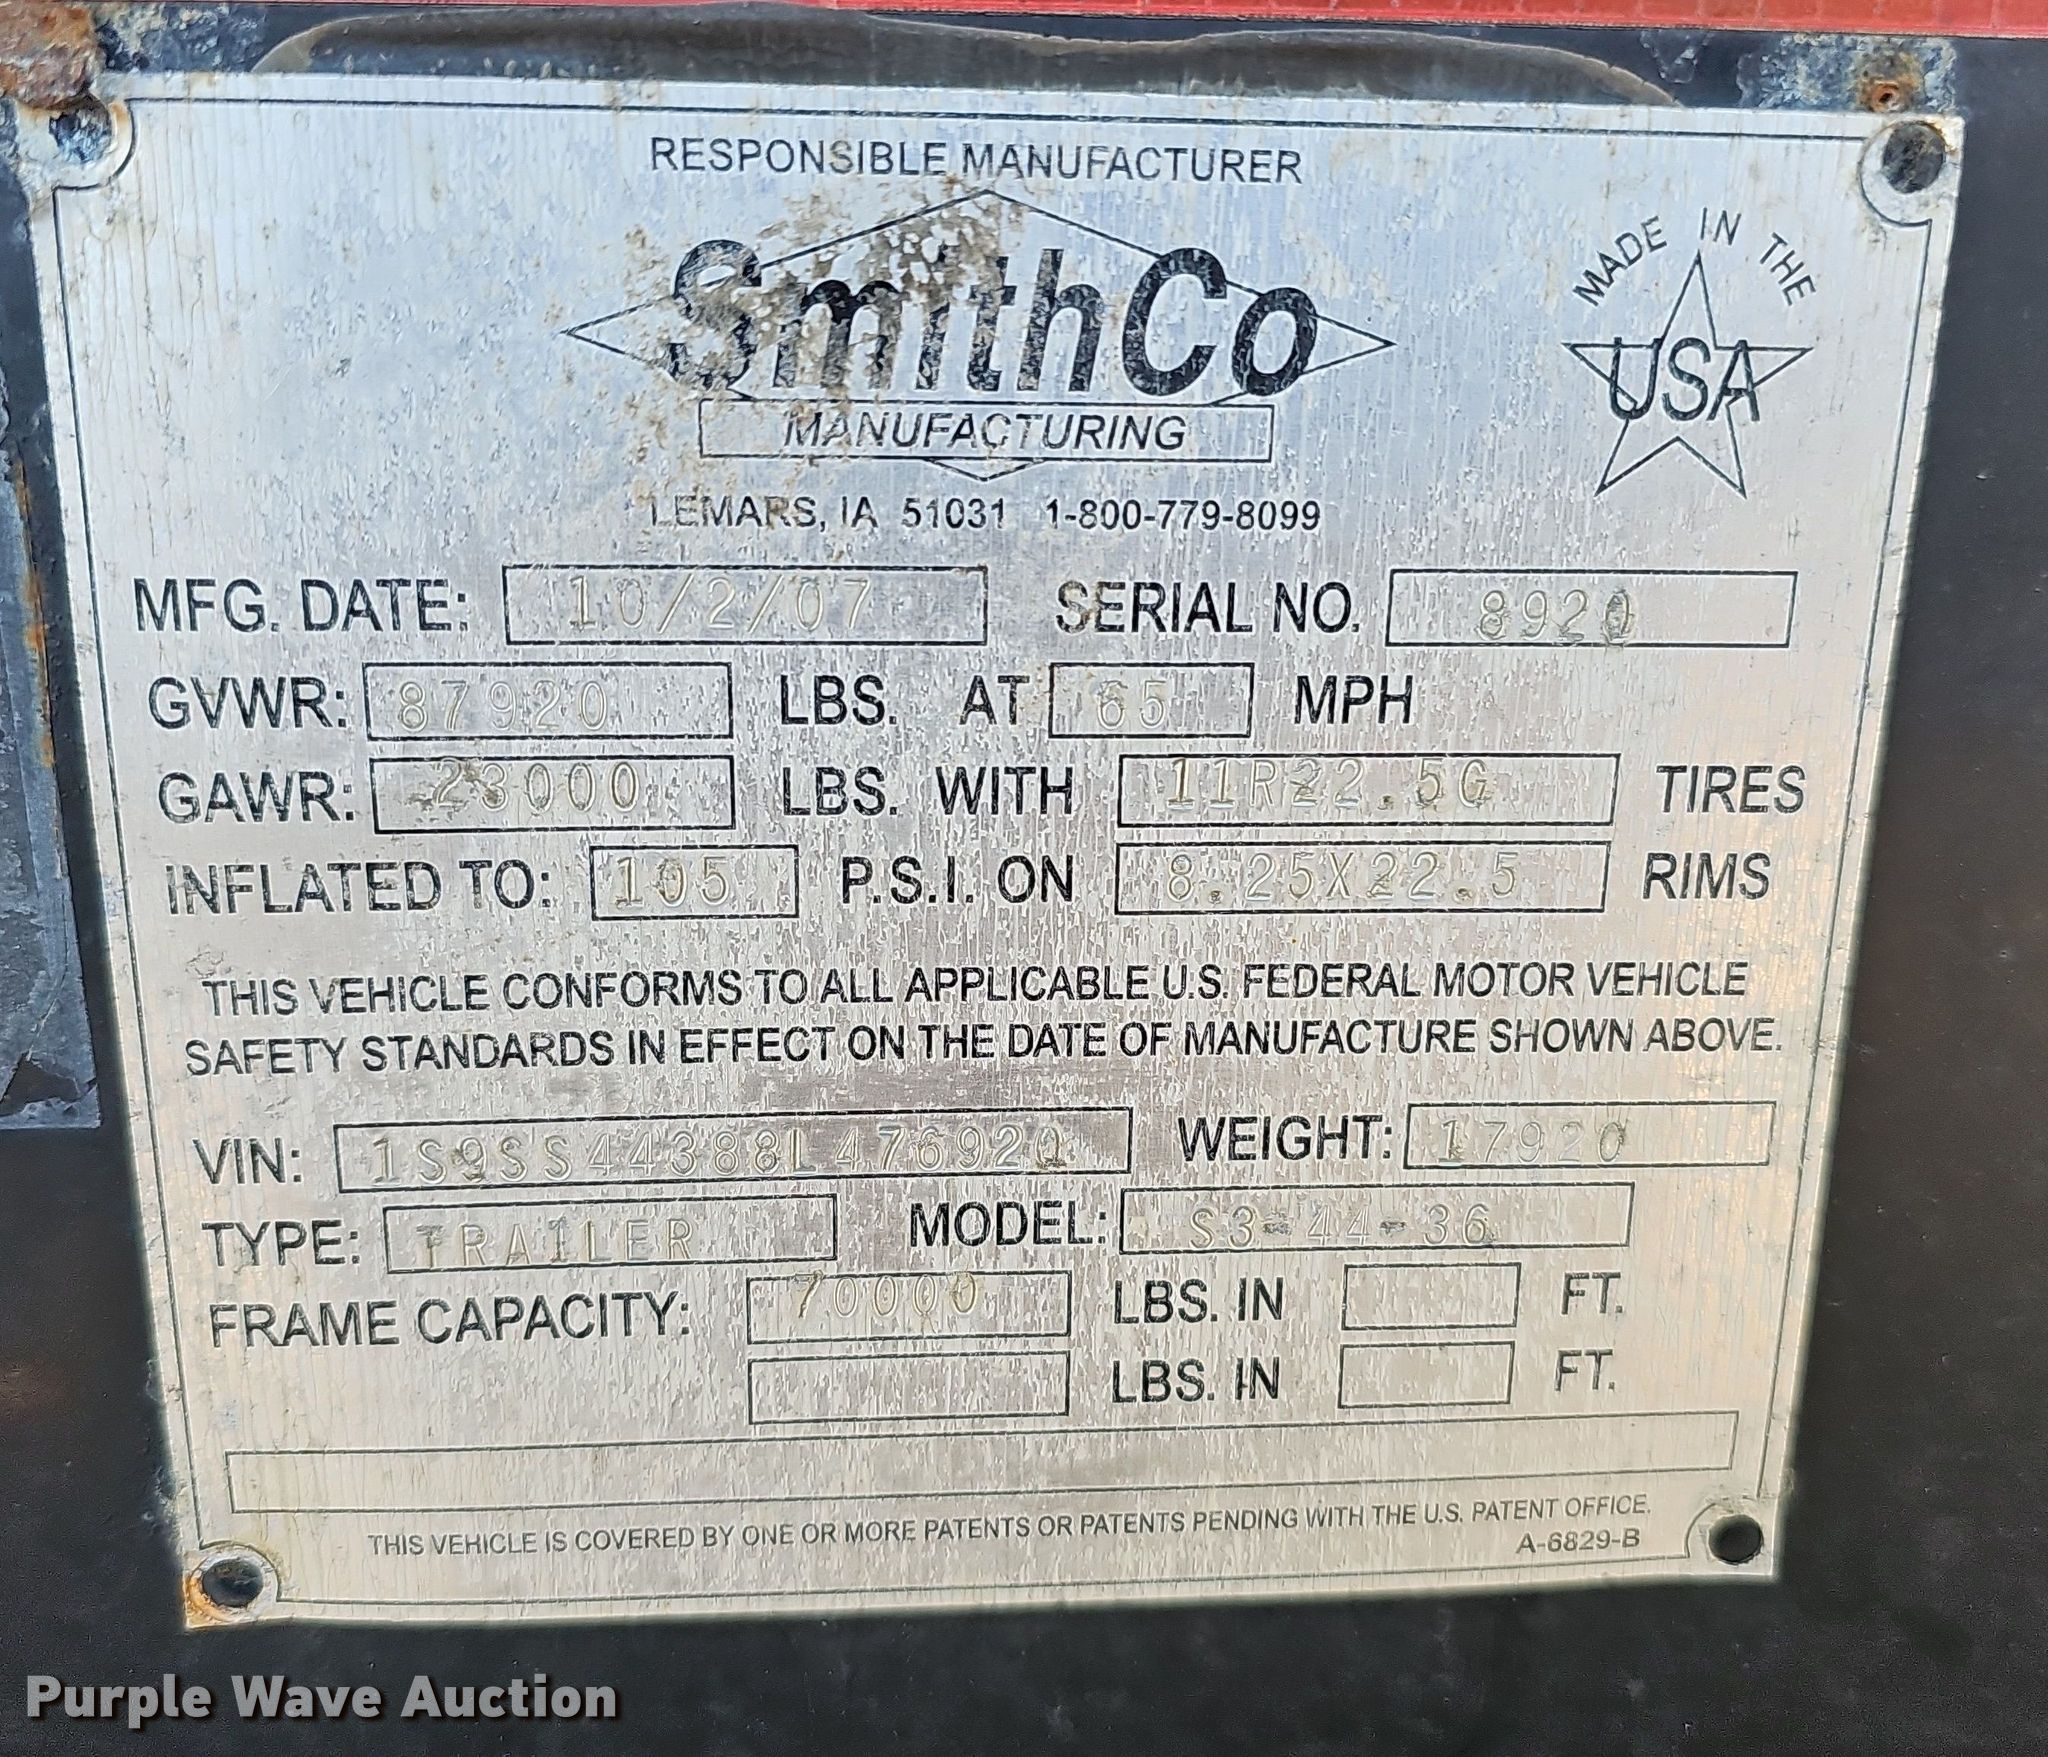 RESPONSIBLE MANUFACTURER
SmithCo
MANUFACTURING
MADE IN THE
USA
LEMARS, IA 51031 1-800-779-8099
MFG. DATE: 10/2/07 SERIAL NO. 8920
GVWR: 87920 LBS. AT 65 MPH
GAWR: 23000 LBS. WITH 11R22.5G TIRES
INFLATED TO: 105 P.S.I. ON 8.25X22.5 RIMS
THIS VEHICLE CONFORMS TO ALL APPLICABLE U.S. FEDERAL MOTOR VEHICLE
SAFETY STANDARDS IN EFFECT ON THE DATE OF MANUFACTURE SHOWN ABOVE.
VIN: 1S9SS44388L476920 WEIGHT: 17920
TYPE: TRAILER MODEL: S3-44-36
FRAME CAPACITY: 70000 LBS. IN FT.
LBS. IN FT.
THIS VEHICLE IS COVERED BY ONE OR MORE PATENTS OR PATENTS PENDING WITH THE U.S. PATENT OFFICE.
A-6829-B
Purple Wave Auction